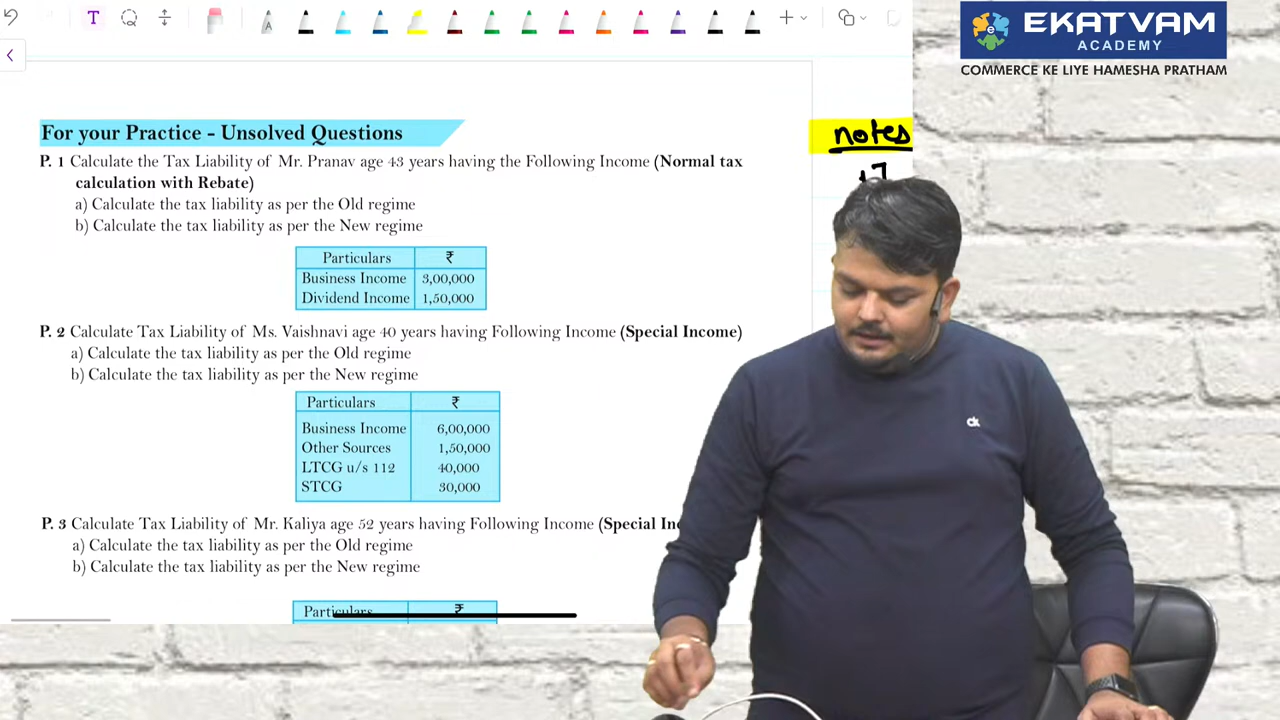 EKATVAM
ACADEMY
COMMERCE KE LIYE HAMESHA PRATHAM
For your Practice - Unsolved Questions
notes
17
P. 1 Calculate the Tax Liability of Mr. Pranav age 43 years having the Following Income (Normal tax
calculation with Rebate)
a) Calculate the tax liability as per the Old regime
b) Calculate the tax liability as per the New regime
Particulars ₹
Business Income 3,00,000
Dividend Income 1,50,000
P. 2 Calculate Tax Liability of Ms. Vaishnavi age 40 years having Following Income (Special Income)
a) Calculate the tax liability as per the Old regime
b) Calculate the tax liability as per the New regime
Particulars ₹
Business Income 6,00,000
Other Sources 1,50,000
LTCG u/s 112 40,000
STCG 30,000
P. 3 Calculate Tax Liability of Mr. Kaliya age 52 years having Following Income (Special
a) Calculate the tax liability as per the Old regime
b) Calculate the tax liability as per the New regime
Particulars ₹